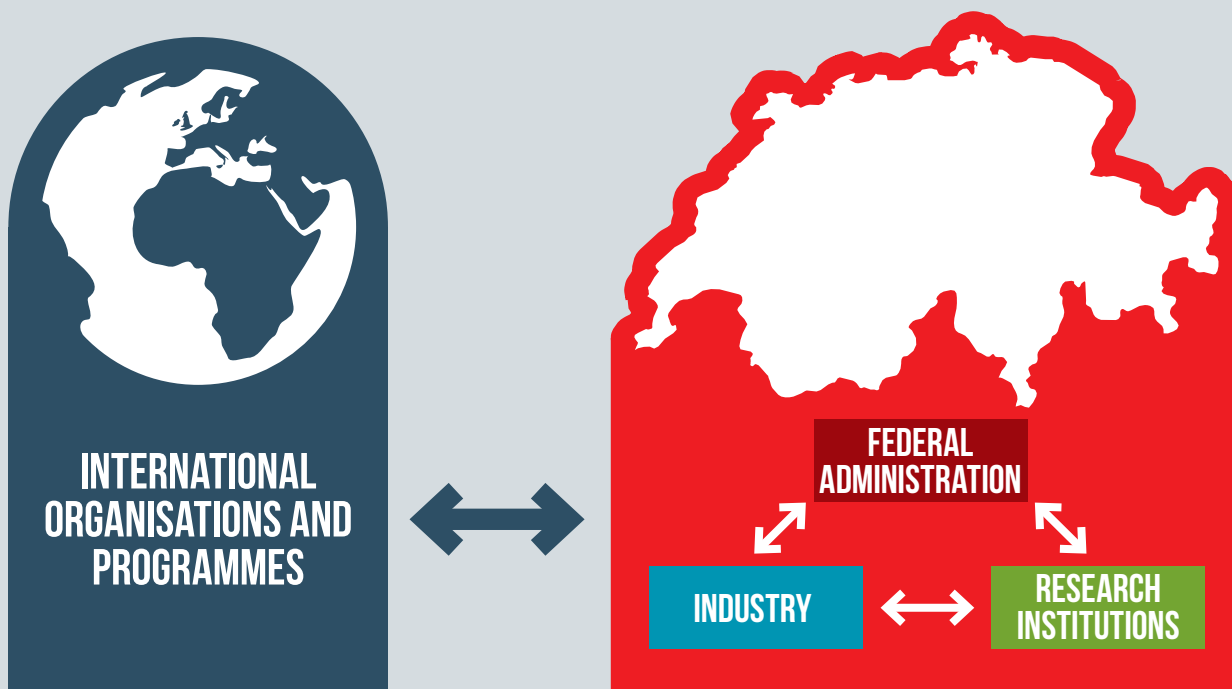 INTERNATIONAL
ORGANISATIONS AND
PROGRAMMES
FEDERAL
ADMINISTRATION
INDUSTRY
RESEARCH
INSTITUTIONS